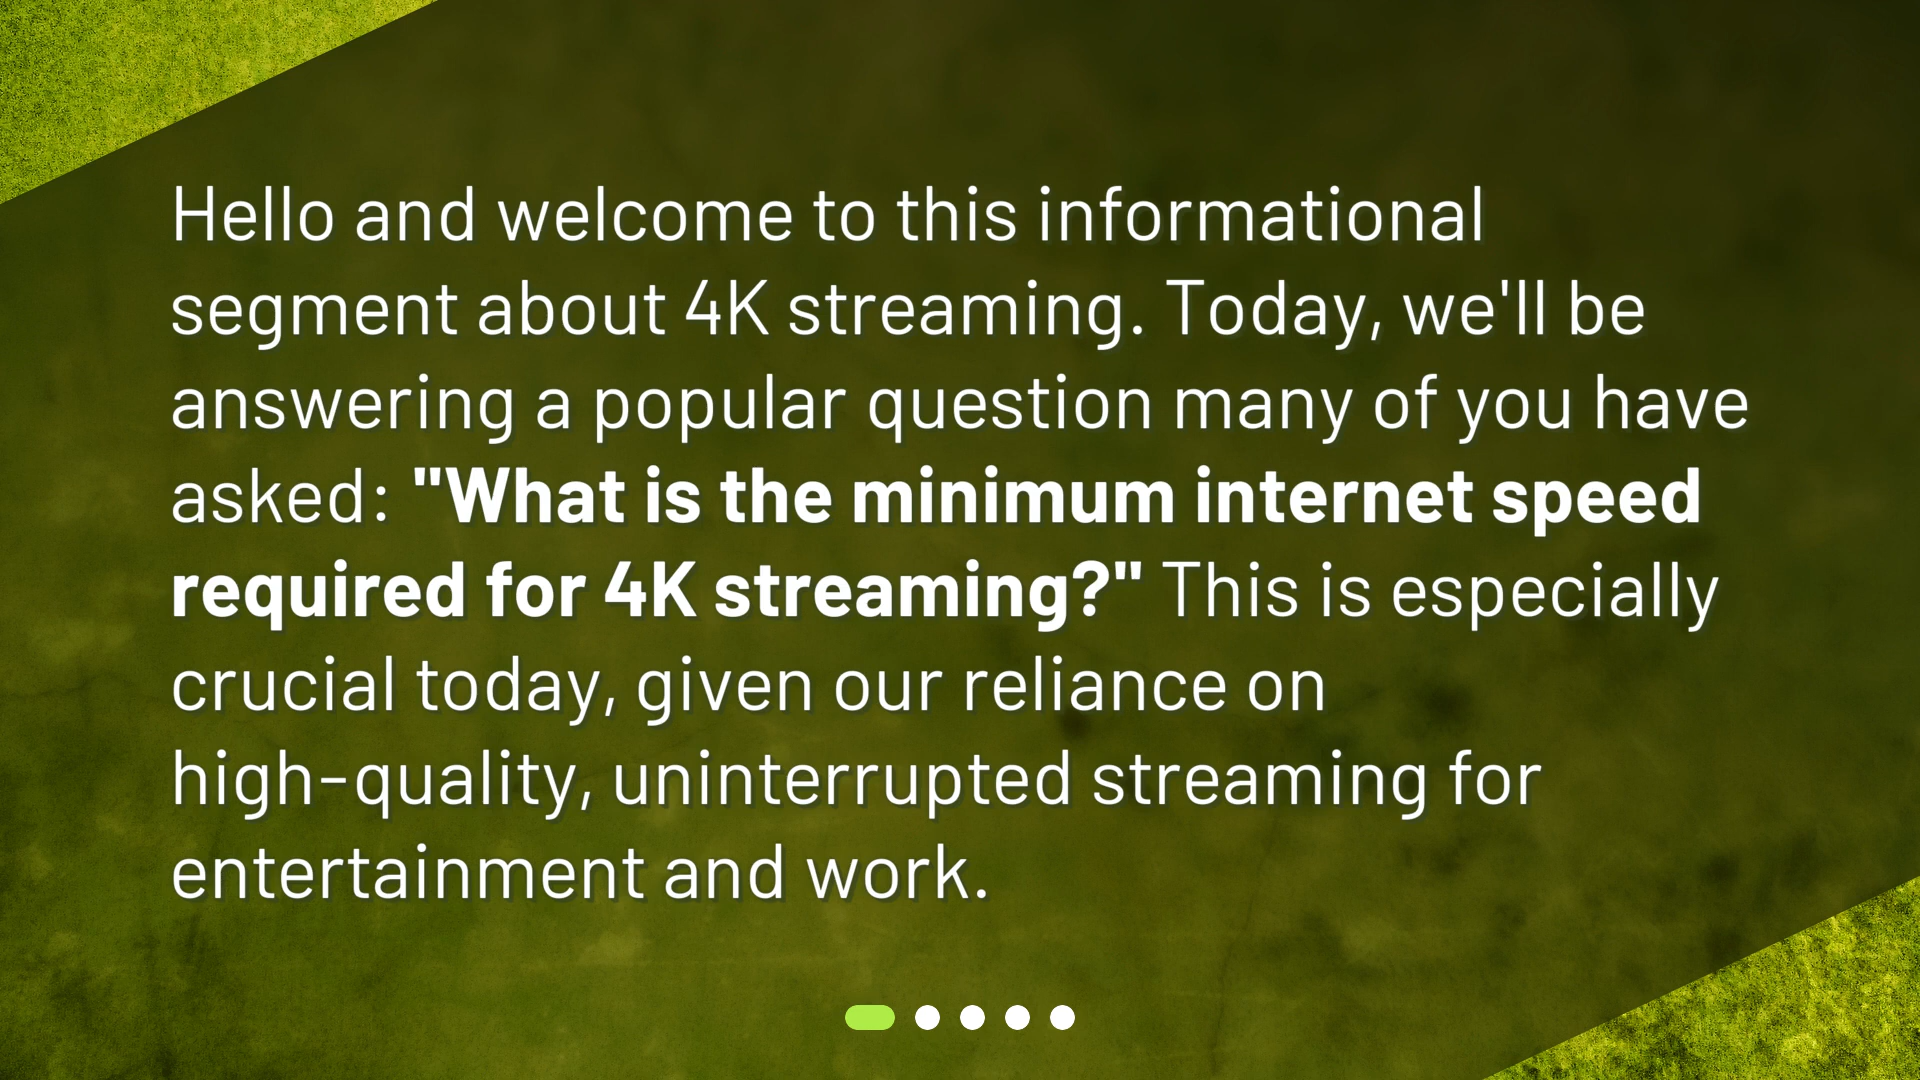 Hello and welcome to this informational
segment about 4K streaming. Today, we'll be
answering a popular question many of you have
asked: "What is the minimum internet speed
required for 4K streaming?" This is especially
crucial today, given our reliance on
high-quality, uninterrupted streaming for
entertainment and work.